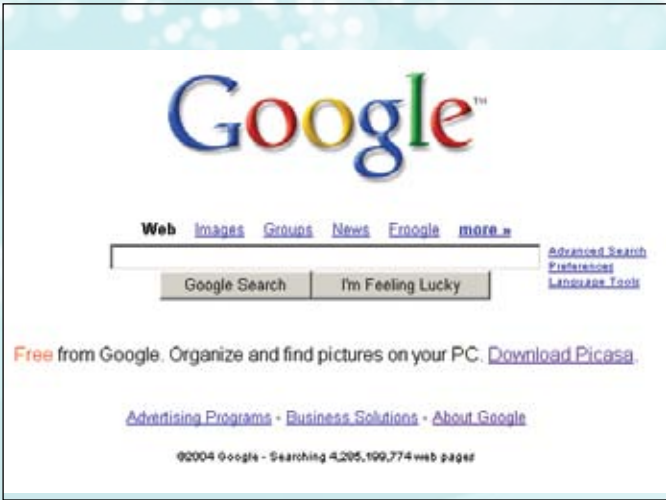 Google™
Web Images Groups News Froogle more »
Advanced Search
Preferences
Language Tools
Google Search I'm Feeling Lucky
Free from Google. Organize and find pictures on your PC. Download Picasa.
Advertising Programs - Business Solutions - About Google
©2004 Google - Searching 4,285,199,774 web pages